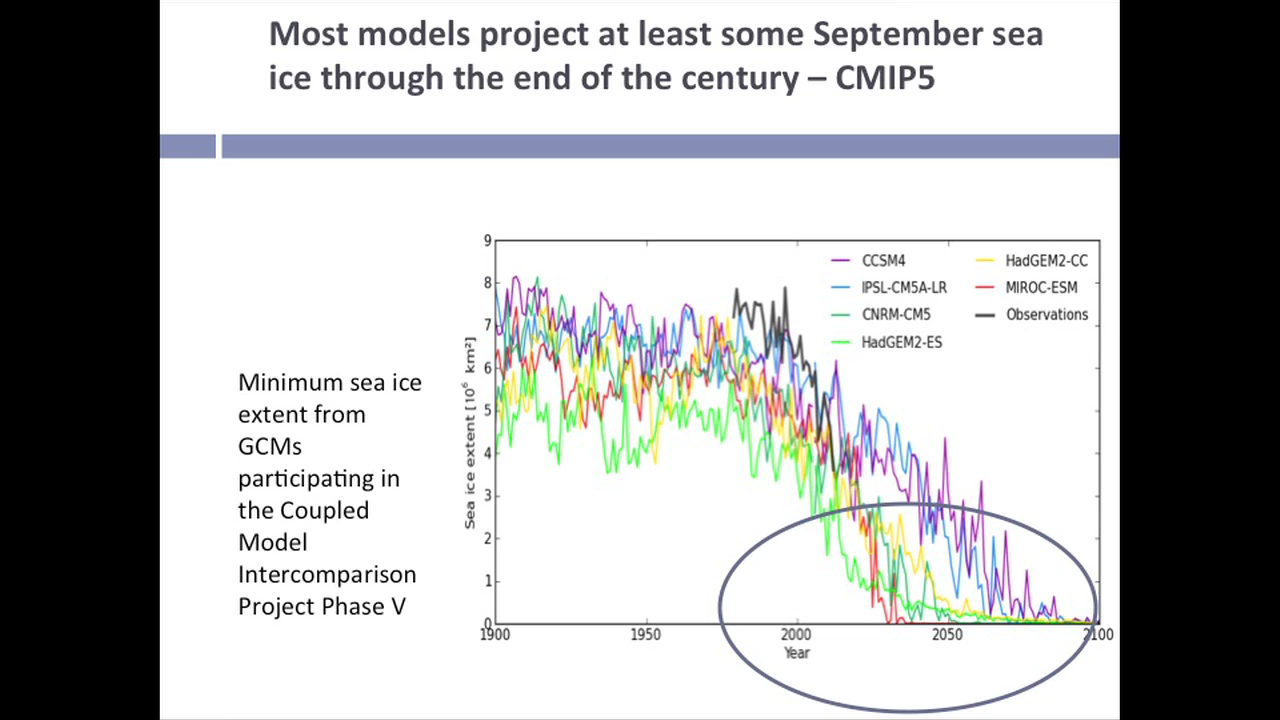 Most models project at least some September sea
ice through the end of the century – CMIP5
Minimum sea ice
extent from
GCMs
participating in
the Coupled
Model
Intercomparison
Project Phase V
Sea ice extent [10⁶ km²]
9
8
7
6
5
4
3
2
1
0
CCSM4
IPSL-CM5A-LR
CNRM-CM5
HadGEM2-ES
HadGEM2-CC
MIROC-ESM
Observations
1900
1950
2000
2050
2100
Year